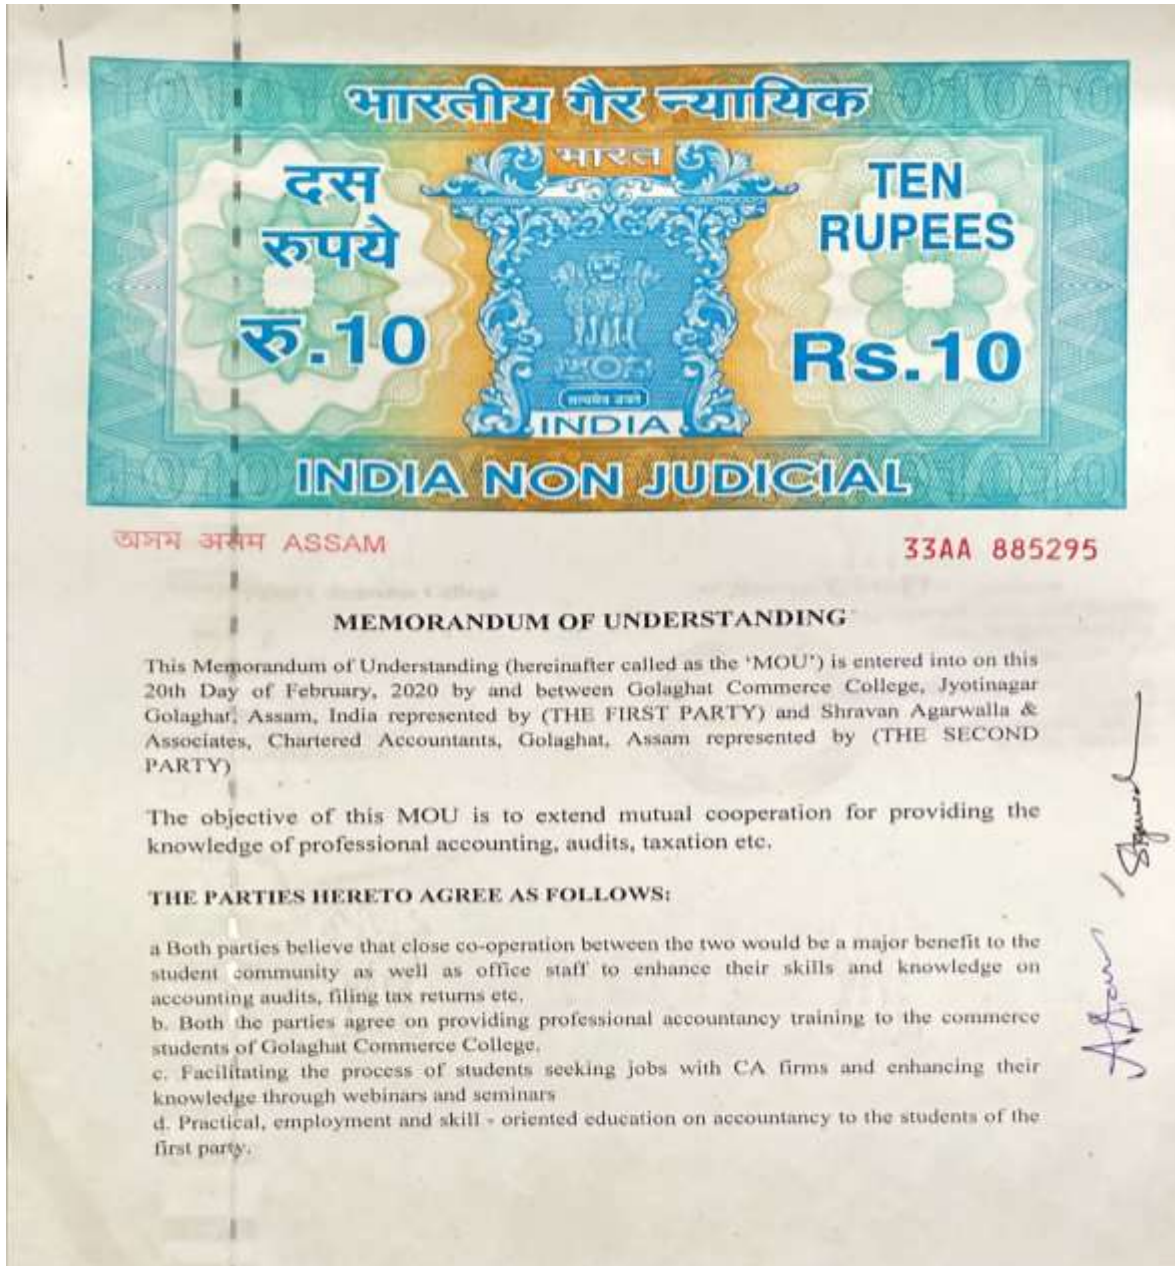 भारतीय गैर न्यायिक
भारत
दस
रुपये
रु.10
TEN
RUPEES
Rs.10
सत्यमेव जयते
INDIA
INDIA NON JUDICIAL
অসম असम ASSAM
33AA 885295
MEMORANDUM OF UNDERSTANDING
This Memorandum of Understanding (hereinafter called as the 'MOU') is entered into on this
20th Day of February, 2020 by and between Golaghat Commerce College, Jyotinagar
Golaghat, Assam, India represented by (THE FIRST PARTY) and Shravan Agarwalla &
Associates, Chartered Accountants, Golaghat, Assam represented by (THE SECOND
PARTY)
The objective of this MOU is to extend mutual cooperation for providing the
knowledge of professional accounting, audits, taxation etc.
THE PARTIES HERETO AGREE AS FOLLOWS:
a Both parties believe that close co-operation between the two would be a major benefit to the
student community as well as office staff to enhance their skills and knowledge on
accounting audits, filing tax returns etc.
b. Both the parties agree on providing professional accountancy training to the commerce
students of Golaghat Commerce College.
c. Facilitating the process of students seeking jobs with CA firms and enhancing their
knowledge through webinars and seminars
d. Practical, employment and skill - oriented education on accountancy to the students of the
first party.